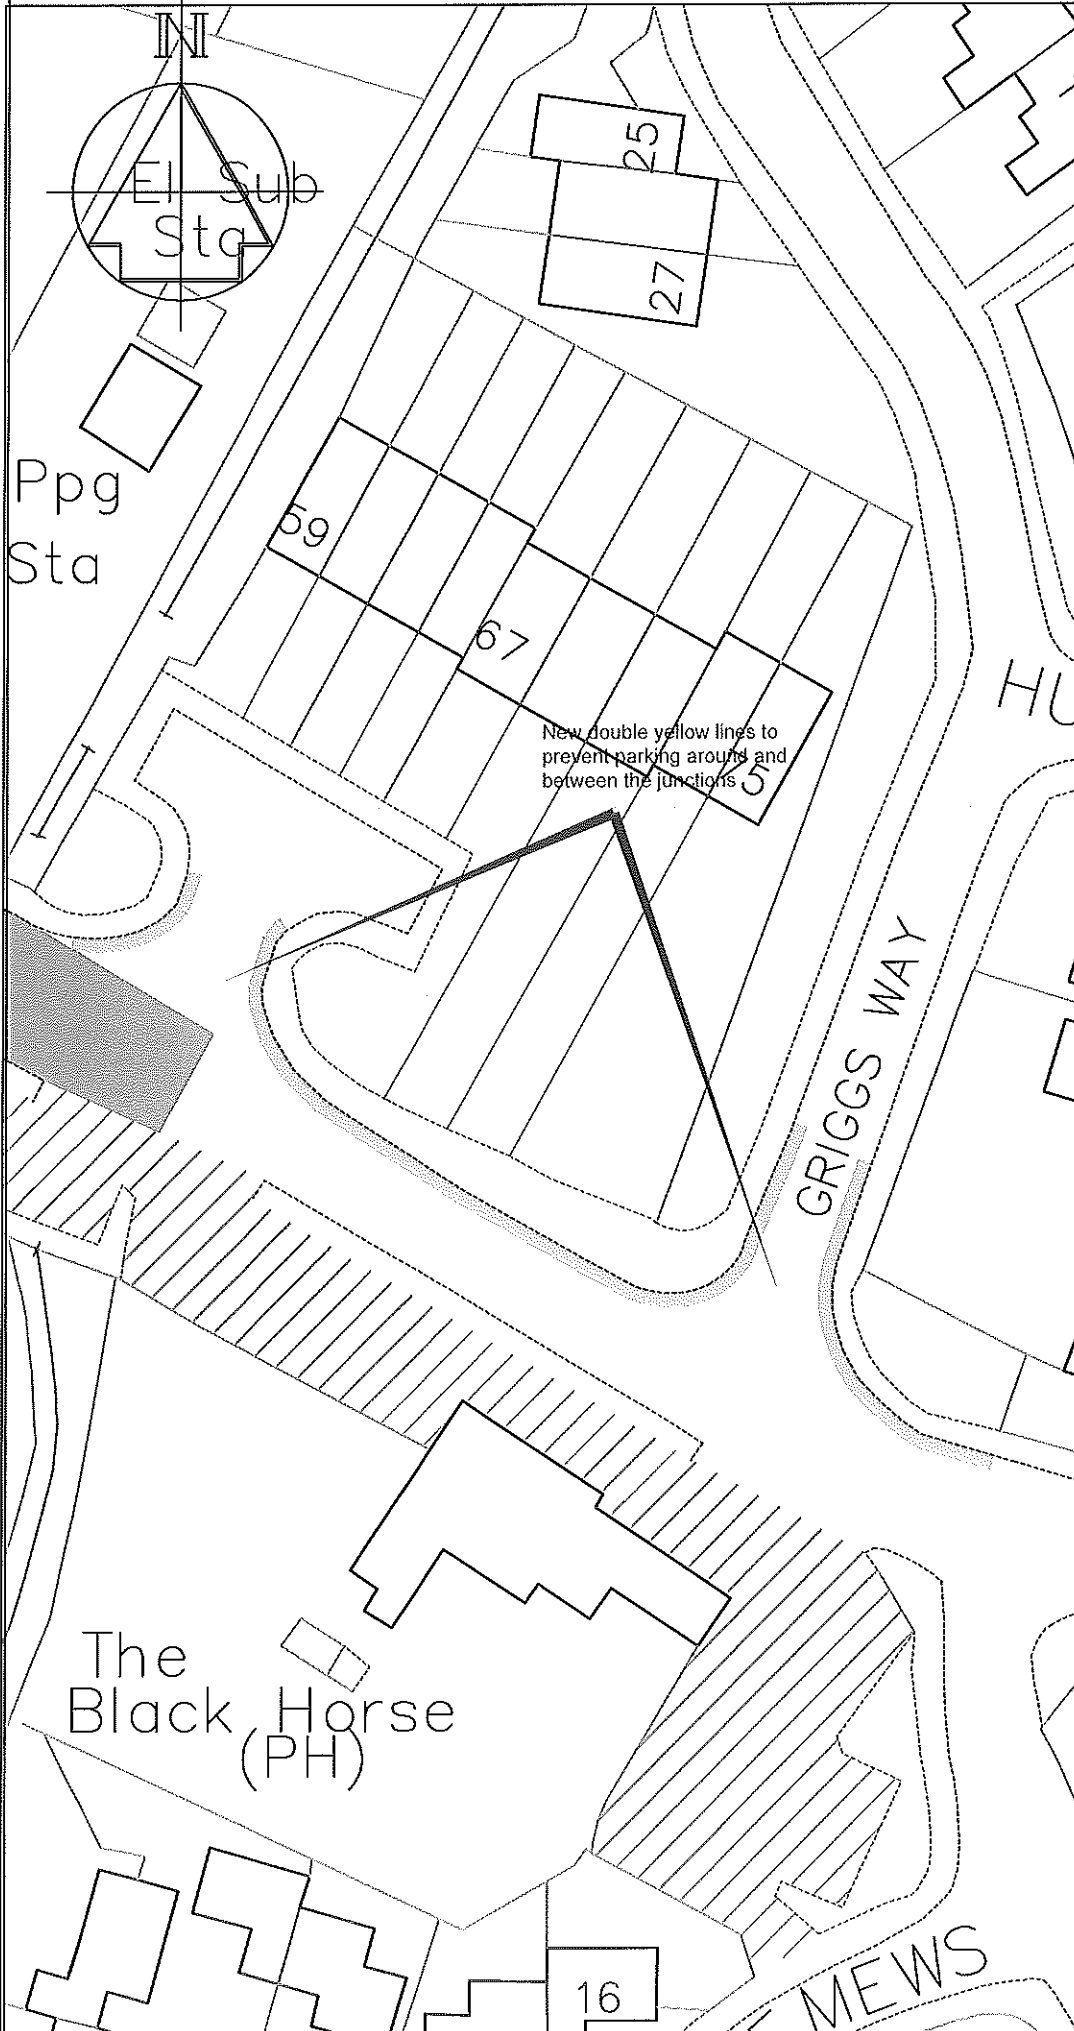 N
El Sub
Sta
25
27
Ppg
Sta
59
67
HU
New double yellow lines to
prevent parking around and
between the junctions
75
GRIGGS WAY
The
Black Horse
(PH)
MEWS
16